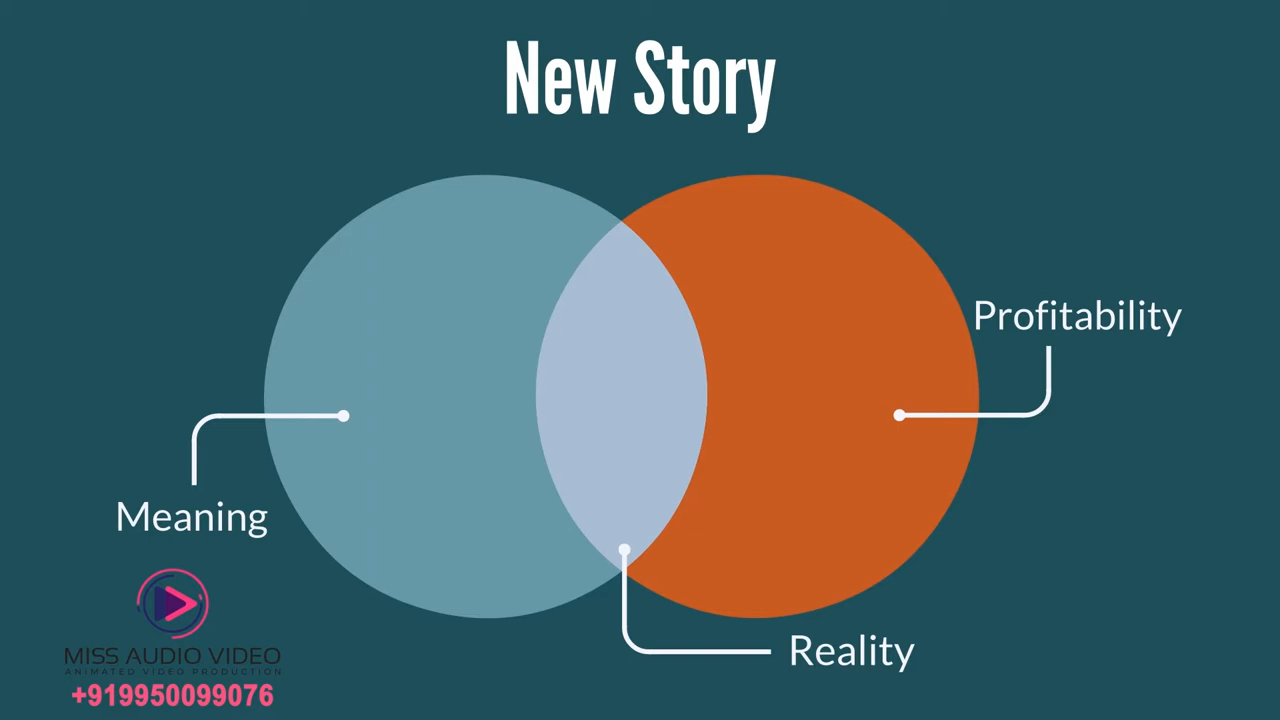 New Story
Profitability
Meaning
Reality
MISS AUDIO VIDEO
ANIMATED VIDEO PRODUCTION
+919950099076